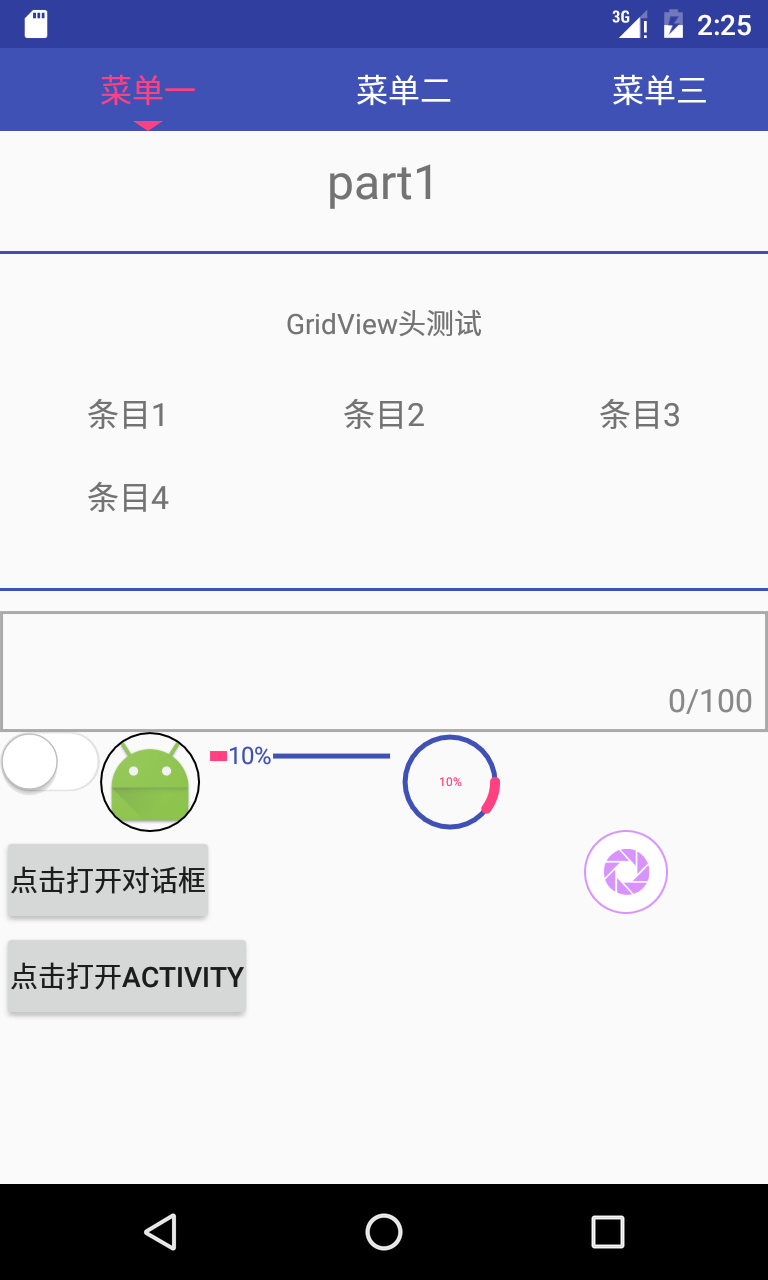 3G 2:25
菜单一 菜单二 菜单三
part1
GridView头测试
条目1 条目2 条目3
条目4
0/100
10% 10%
点击打开对话框
点击打开ACTIVITY